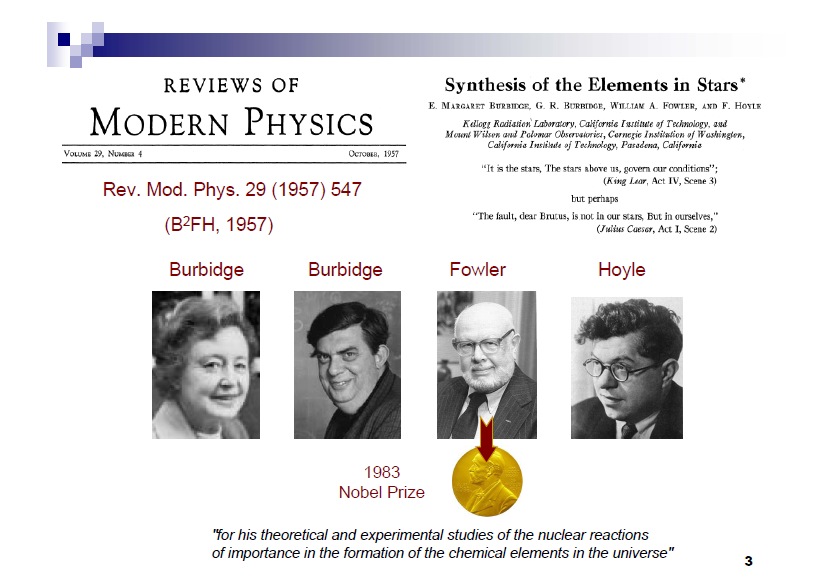 REVIEWS OF
MODERN PHYSICS
VOLUME 29, NUMBER 4 OCTOBER, 1957
Rev. Mod. Phys. 29 (1957) 547
(B²FH, 1957)
Synthesis of the Elements in Stars*
E. MARGARET BURBIDGE, G. R. BURBIDGE, WILLIAM A. FOWLER, AND F. HOYLE
Kellogg Radiation Laboratory, California Institute of Technology, and
Mount Wilson and Palomar Observatories, Carnegie Institution of Washington,
California Institute of Technology, Pasadena, California
“It is the stars, The stars above us, govern our conditions”;
(King Lear, Act IV, Scene 3)
but perhaps
“The fault, dear Brutus, is not in our stars, But in ourselves,”
(Julius Caesar, Act I, Scene 2)
Burbidge Burbidge Fowler Hoyle
1983
Nobel Prize
"for his theoretical and experimental studies of the nuclear reactions
of importance in the formation of the chemical elements in the universe"
3